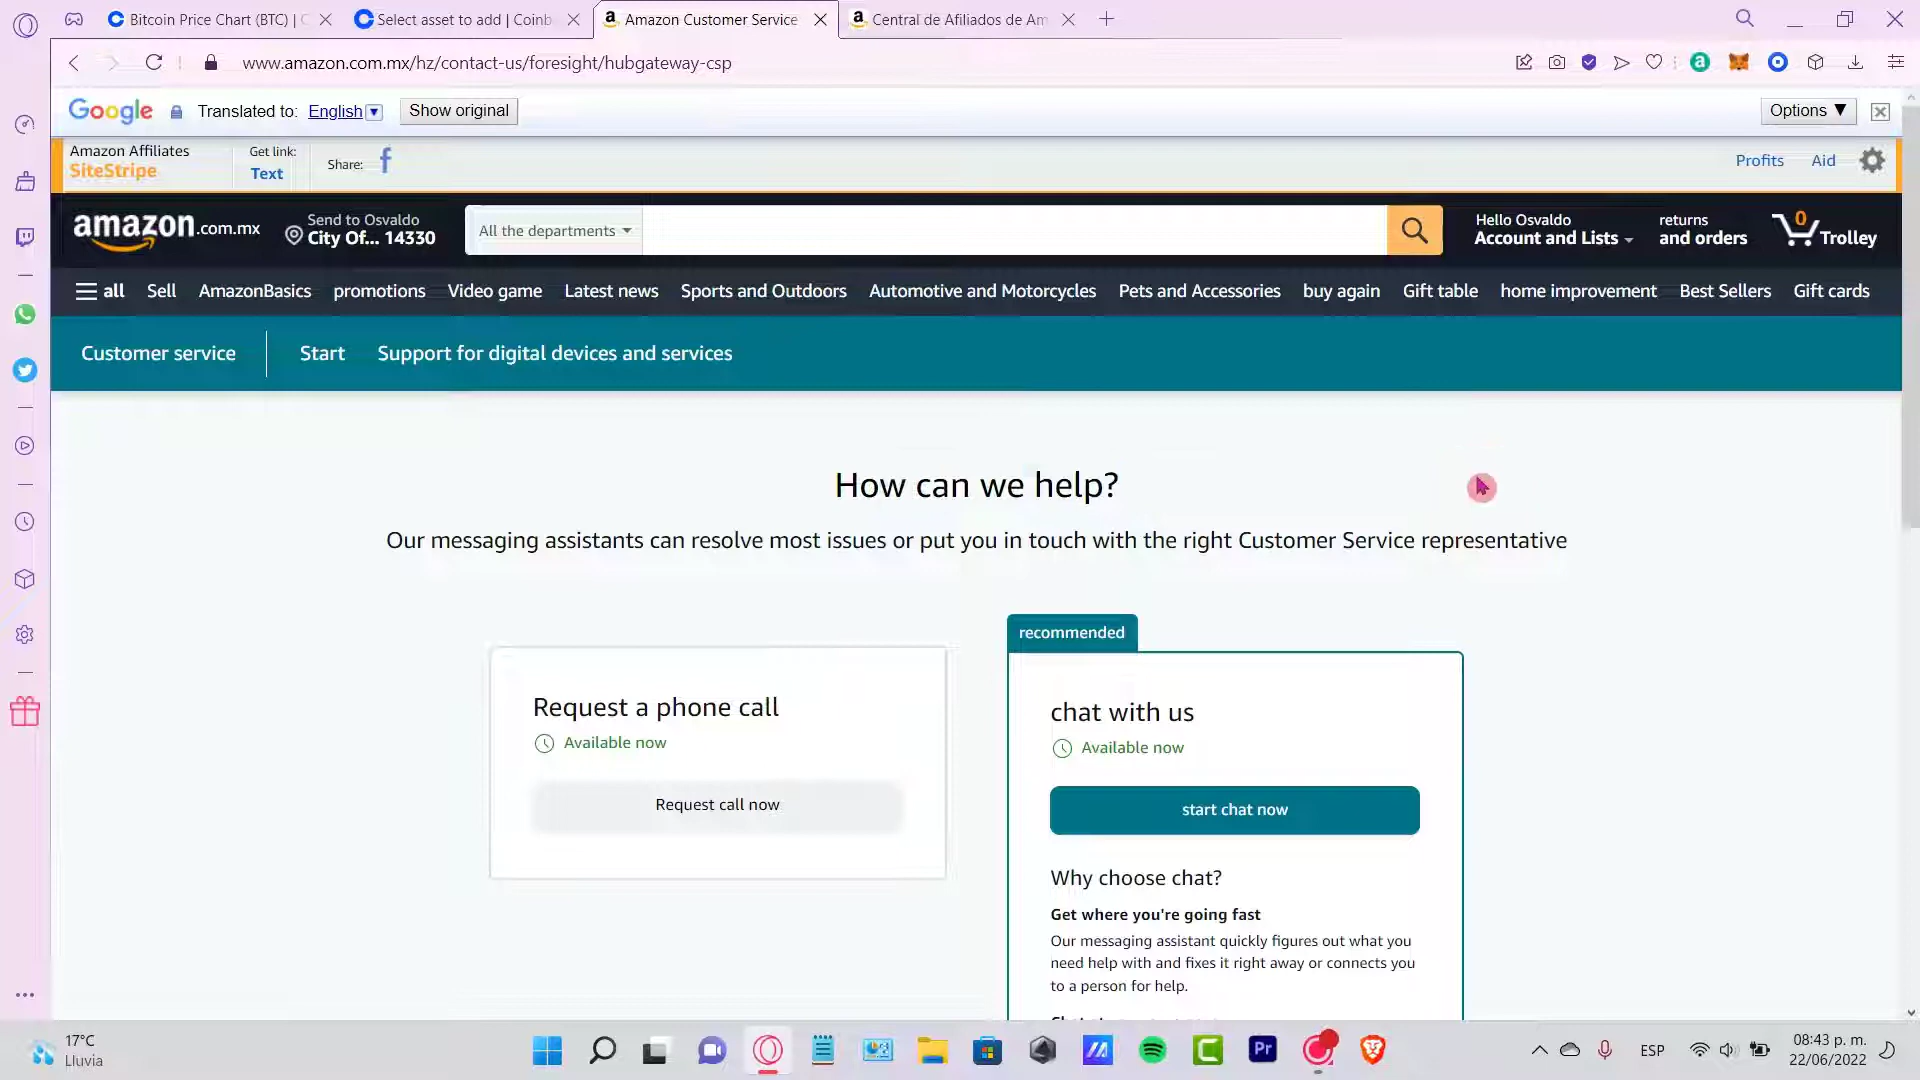 Bitcoin Price Chart (BTC) | C
Select asset to add | Coinb
Amazon Customer Service
Central de Afiliados de Am
www.amazon.com.mx/hz/contact-us/foresight/hubgateway-csp
Google
Translated to:
English
Show original
Options ▼
Amazon Affiliates
SiteStripe
Get link:
Text
Share:
Profits
Aid
amazon.com.mx
Send to Osvaldo
City Of... 14330
All the departments
Hello Osvaldo
Account and Lists
returns
and orders
0
Trolley
all
Sell
AmazonBasics
promotions
Video game
Latest news
Sports and Outdoors
Automotive and Motorcycles
Pets and Accessories
buy again
Gift table
home improvement
Best Sellers
Gift cards
Customer service
Start
Support for digital devices and services
How can we help?
Our messaging assistants can resolve most issues or put you in touch with the right Customer Service representative
Request a phone call
Available now
Request call now
recommended
chat with us
Available now
start chat now
Why choose chat?
Get where you're going fast
Our messaging assistant quickly figures out what you
need help with and fixes it right away or connects you
to a person for help.
17°C
Lluvia
Pr
ESP
08:43 p. m.
22/06/2022